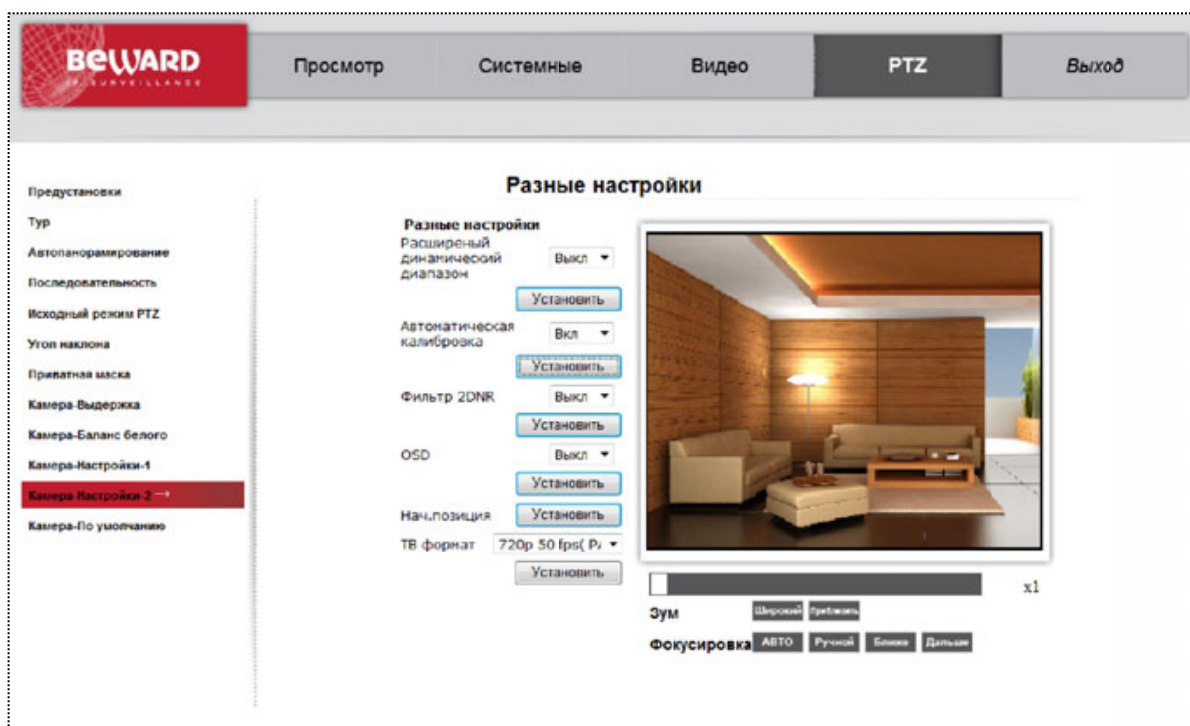 BEWARD
IP SURVEILLANCE
Просмотр
Системные
Видео
PTZ
Выход
Предустановки
Тур
Автопанорамирование
Последовательность
Исходный режим PTZ
Угол наклона
Приватная маска
Камера-Выдержка
Камера-Баланс белого
Камера-Настройки-1
Камера-Настройки-2 →
Камера-По умолчанию
Разные настройки
Разные настройки
Расширеный
динамический
диапазон
Выкл
Установить
Автоматическая
калибровка
Вкл
Установить
Фильтр 2DNR
Выкл
Установить
OSD
Выкл
Установить
Нач.позиция
Установить
ТВ формат
720p 50 fps( PA
Установить
x1
Зум
Широкий
Приблизить
Фокусировка
АВТО
Ручной
Ближе
Дальше